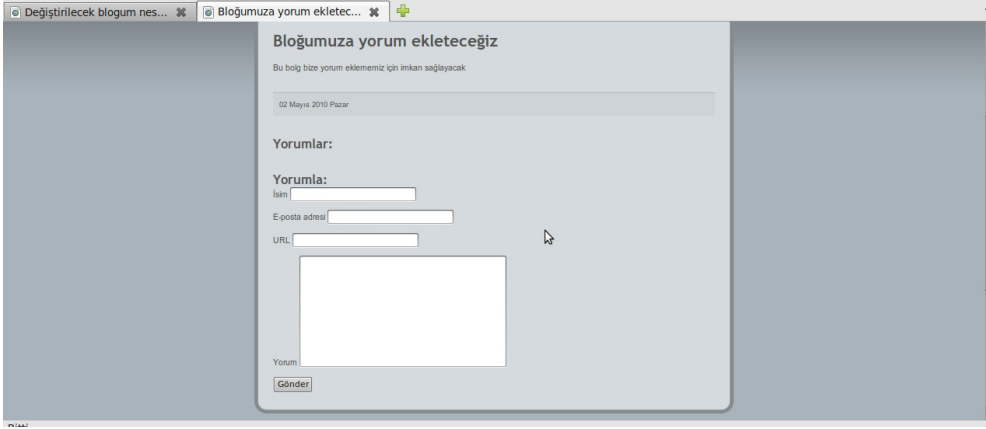 Değiştirilecek blogum nes... Bloğumuza yorum ekletec...
Bloğumuza yorum ekleteceğiz
Bu bolg bize yorum eklememiz için imkan sağlayacak
02 Mayıs 2010 Pazar
Yorumlar:
Yorumla:
İsim
E-posta adresi
URL
Yorum
Gönder
Bitti